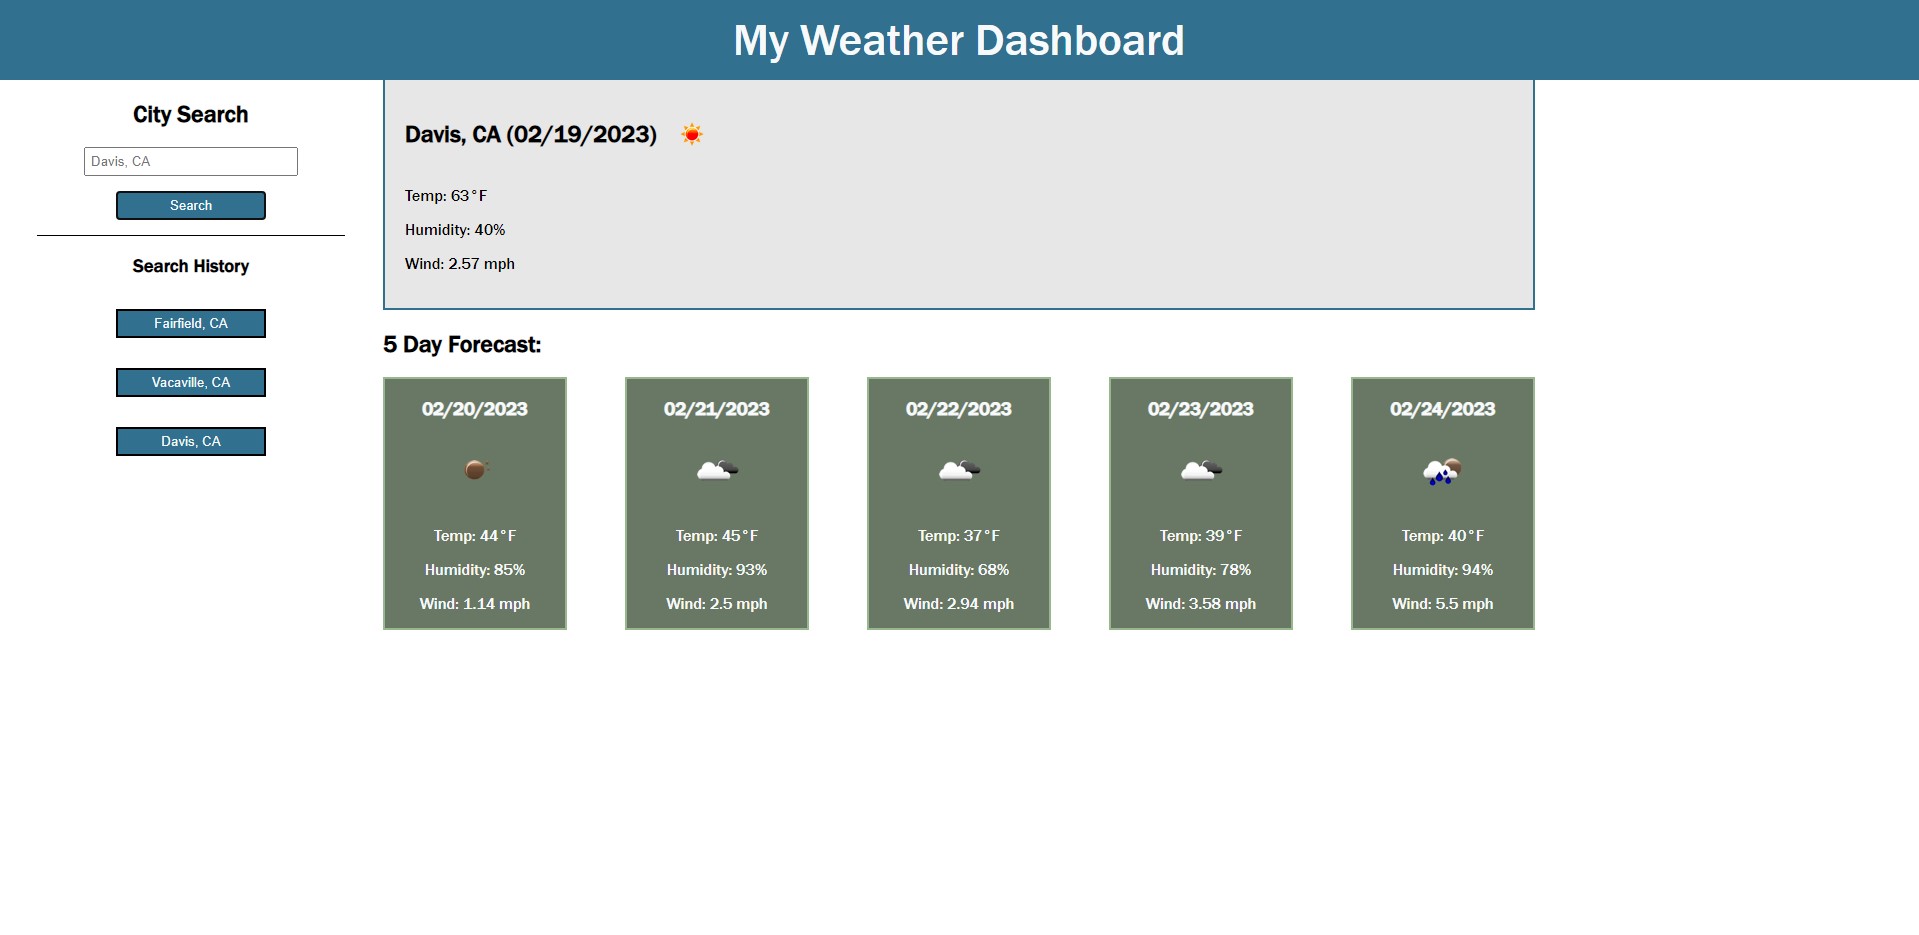 My Weather Dashboard
City Search
Davis, CA
Search
Search History
Fairfield, CA
Vacaville, CA
Davis, CA
Davis, CA (02/19/2023)
Temp: 63°F
Humidity: 40%
Wind: 2.57 mph
5 Day Forecast:
02/20/2023
Temp: 44°F
Humidity: 85%
Wind: 1.14 mph
02/21/2023
Temp: 45°F
Humidity: 93%
Wind: 2.5 mph
02/22/2023
Temp: 37°F
Humidity: 68%
Wind: 2.94 mph
02/23/2023
Temp: 39°F
Humidity: 78%
Wind: 3.58 mph
02/24/2023
Temp: 40°F
Humidity: 94%
Wind: 5.5 mph